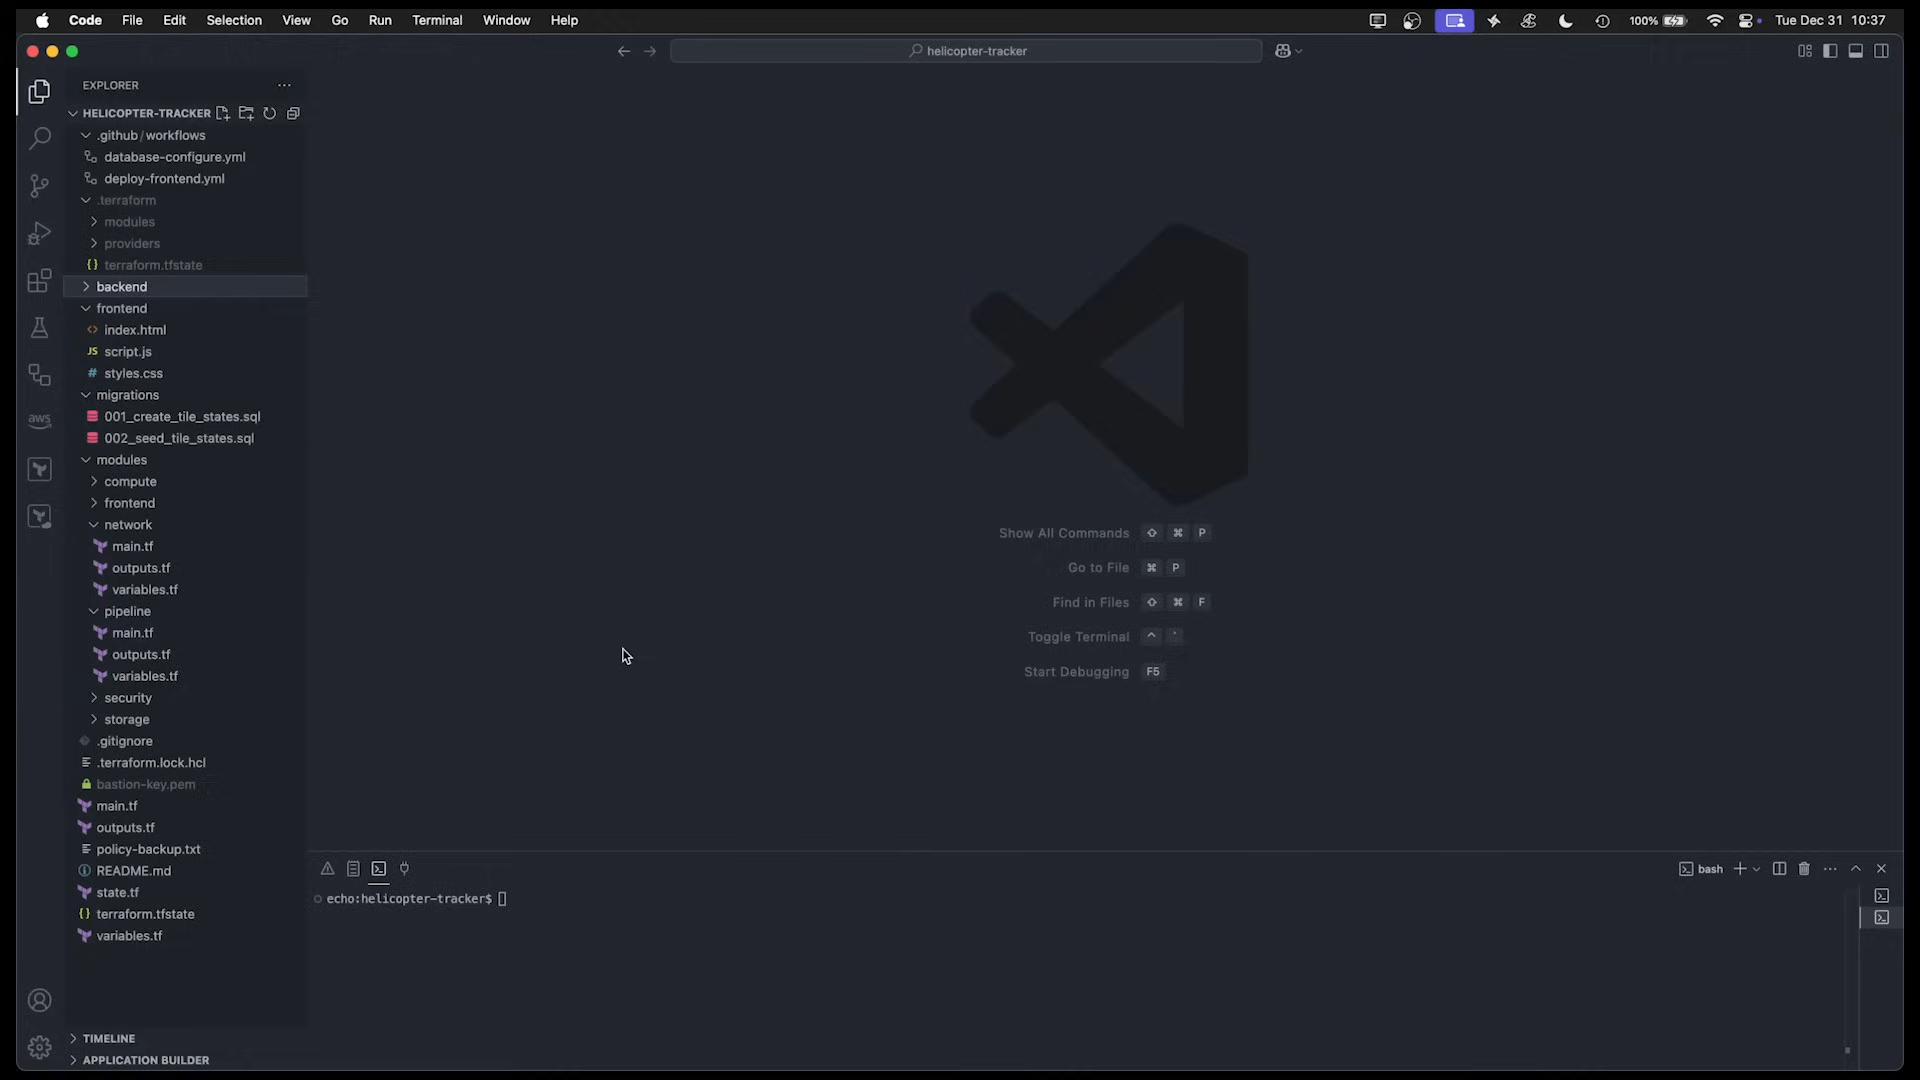 Code File Edit Selection View Go Run Terminal Window Help 100% Tue Dec 31 10:37
helicopter-tracker
EXPLORER
HELICOPTER-TRACKER
.github / workflows
database-configure.yml
deploy-frontend.yml
.terraform
modules
providers
{} terraform.tfstate
backend
frontend
<> index.html
JS script.js
# styles.css
migrations
001_create_tile_states.sql
002_seed_tile_states.sql
modules
compute
frontend
network
main.tf
outputs.tf
variables.tf
pipeline
main.tf
outputs.tf
variables.tf
security
storage
.gitignore
.terraform.lock.hcl
bastion-key.pem
main.tf
outputs.tf
policy-backup.txt
README.md
state.tf
{} terraform.tfstate
variables.tf
TIMELINE
APPLICATION BUILDER
aws
Show All Commands ⇧ ⌘ P
Go to File ⌘ P
Find in Files ⇧ ⌘ F
Toggle Terminal ^ `
Start Debugging F5
bash
echo:helicopter-tracker$